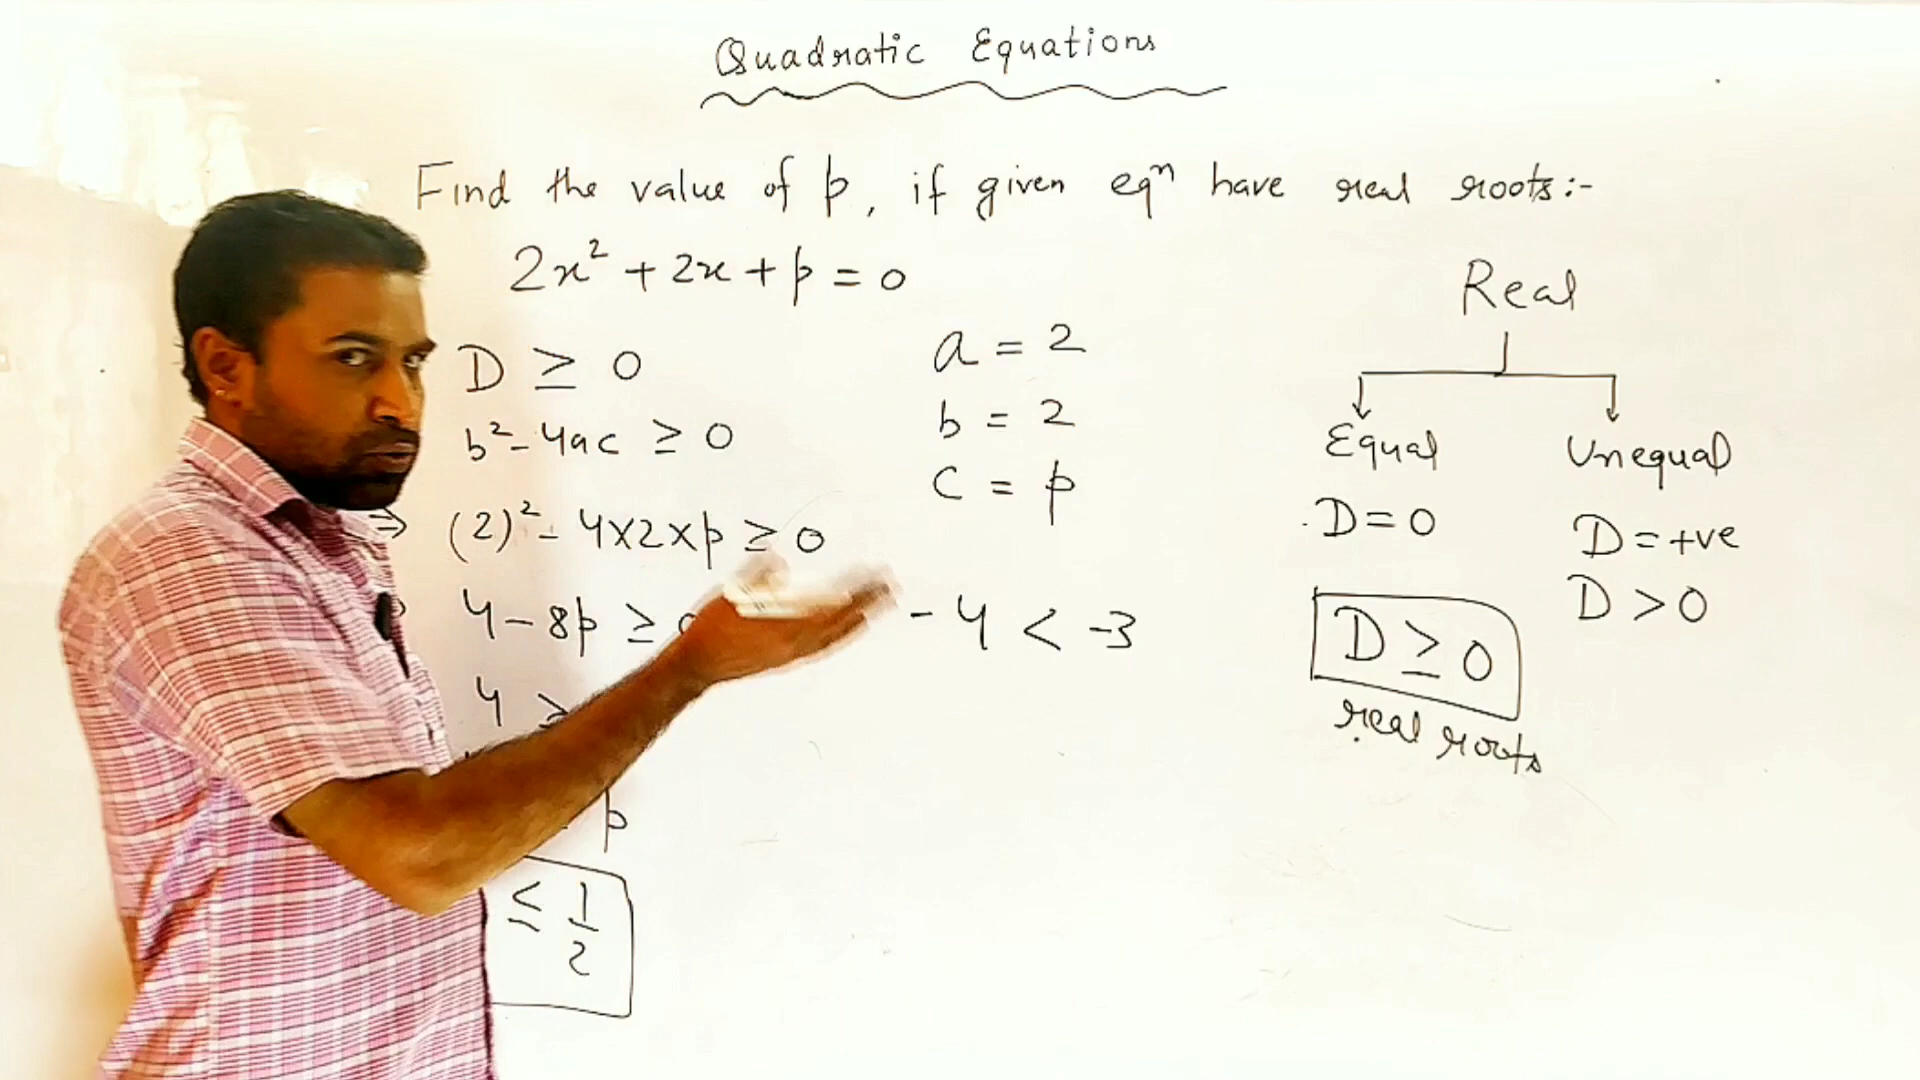 Quadratic Equations
Find the value of p, if given eqⁿ have real roots:-
2x² + 2x + p = 0
D ≥ 0
b² - 4ac ≥ 0
⇒ (2)² - 4×2×p ≥ 0
4 - 8p ≥
4 ≥
p
≤ 1/2
a = 2
b = 2
c = p
-4 < -3
Real
Equal Unequal
D = 0 D = +ve
D > 0
D ≥ 0
real roots